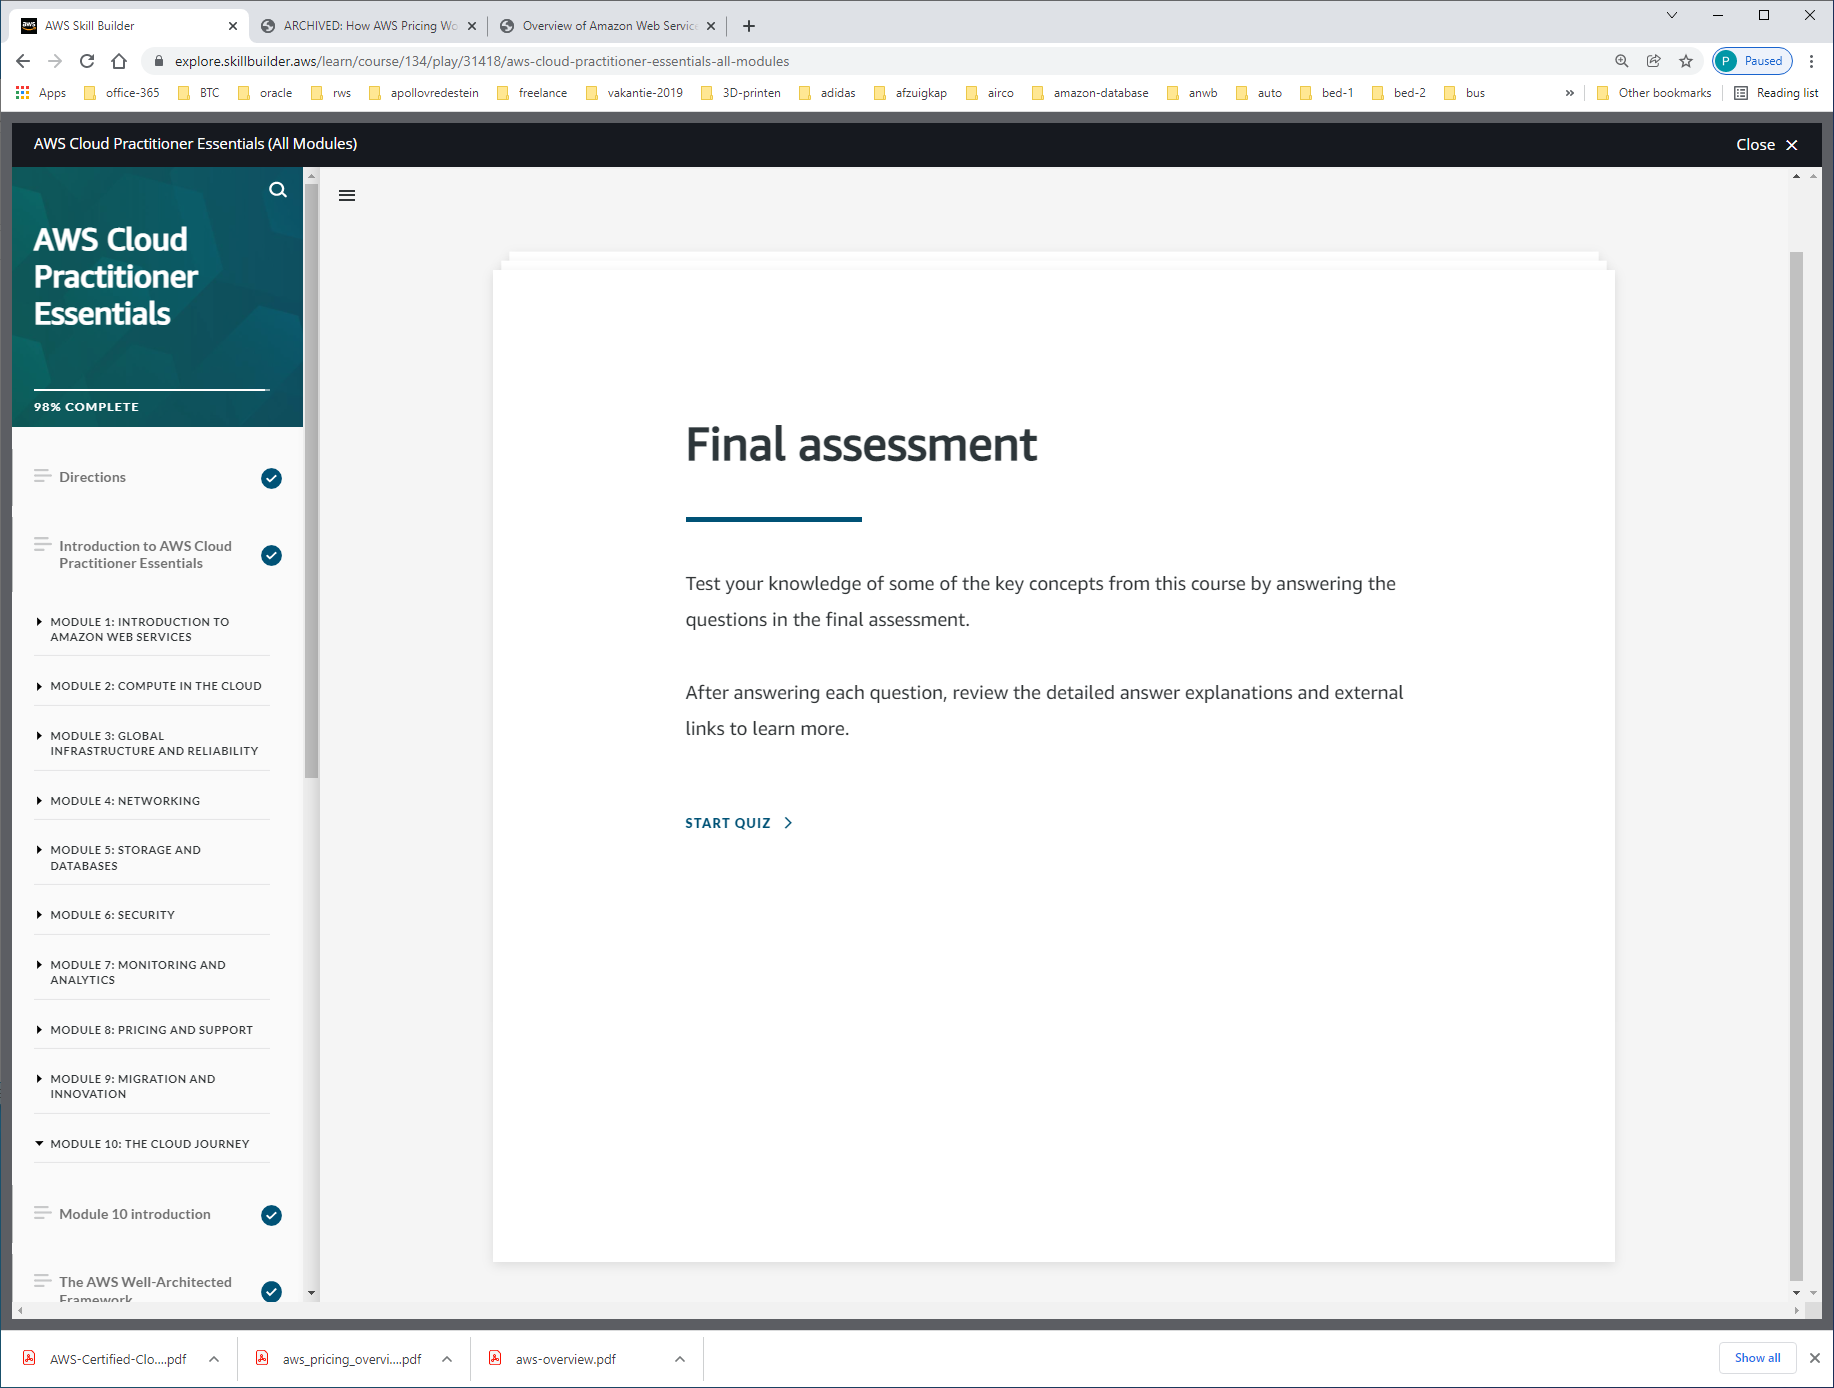 aws AWS Skill Builder
ARCHIVED: How AWS Pricing Wo
Overview of Amazon Web Service
explore.skillbuilder.aws/learn/course/134/play/31418/aws-cloud-practitioner-essentials-all-modules
P Paused
Apps office-365 BTC oracle rws apollovredestein freelance vakantie-2019 3D-printen adidas afzuigkap airco amazon-database anwb auto bed-1 bed-2 bus » Other bookmarks Reading list
AWS Cloud Practitioner Essentials (All Modules)
Close
AWS Cloud
Practitioner
Essentials
98% COMPLETE
Directions
Introduction to AWS Cloud
Practitioner Essentials
MODULE 1: INTRODUCTION TO
AMAZON WEB SERVICES
MODULE 2: COMPUTE IN THE CLOUD
MODULE 3: GLOBAL
INFRASTRUCTURE AND RELIABILITY
MODULE 4: NETWORKING
MODULE 5: STORAGE AND
DATABASES
MODULE 6: SECURITY
MODULE 7: MONITORING AND
ANALYTICS
MODULE 8: PRICING AND SUPPORT
MODULE 9: MIGRATION AND
INNOVATION
MODULE 10: THE CLOUD JOURNEY
Module 10 introduction
The AWS Well-Architected
Framework
Final assessment
Test your knowledge of some of the key concepts from this course by answering the
questions in the final assessment.
After answering each question, review the detailed answer explanations and external
links to learn more.
START QUIZ
AWS-Certified-Clo....pdf
aws_pricing_overvi....pdf
aws-overview.pdf
Show all